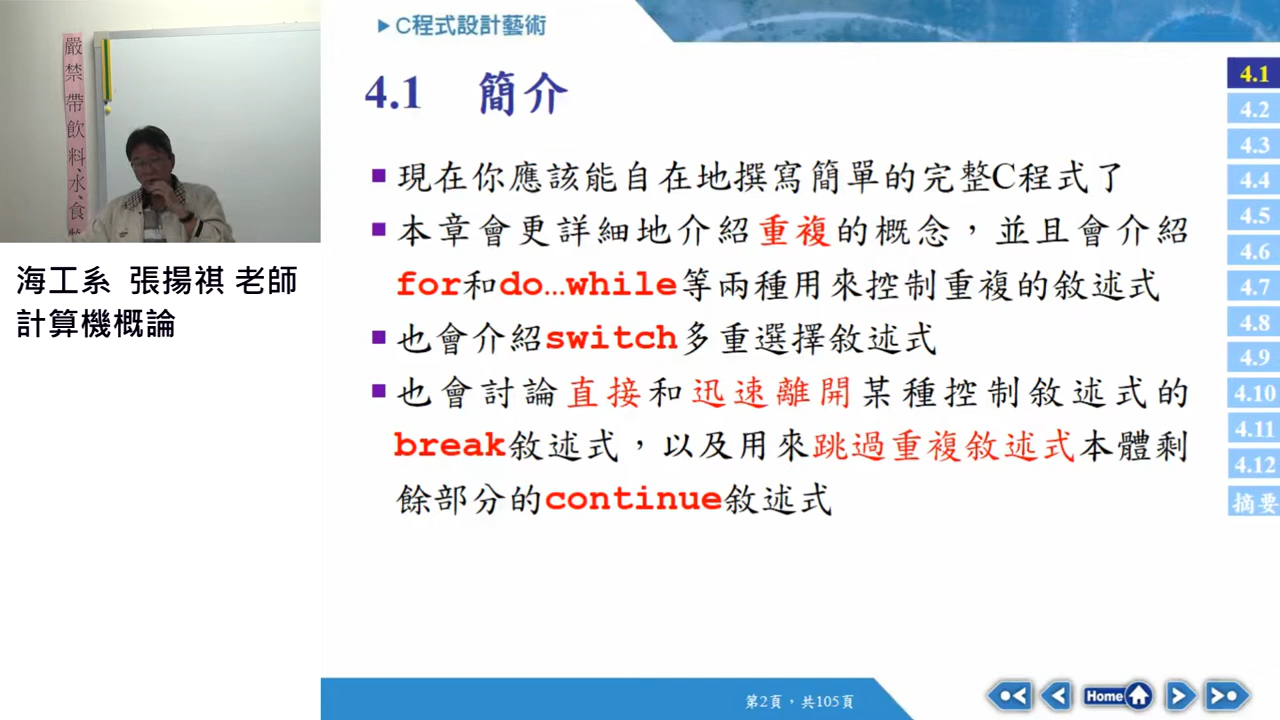 嚴禁帶飲料、水、食
海工系 張揚祺 老師
計算機概論
C程式設計藝術
4.1 簡介
現在你應該能自在地撰寫簡單的完整C程式了
本章會更詳細地介紹重複的概念,並且會介紹
for和do…while等兩種用來控制重複的敘述式
也會介紹switch多重選擇敘述式
也會討論直接和迅速離開某種控制敘述式的
break敘述式,以及用來跳過重複敘述式本體剩
餘部分的continue敘述式
4.1
4.2
4.3
4.4
4.5
4.6
4.7
4.8
4.9
4.10
4.11
4.12
摘要
第2頁,共105頁
Home